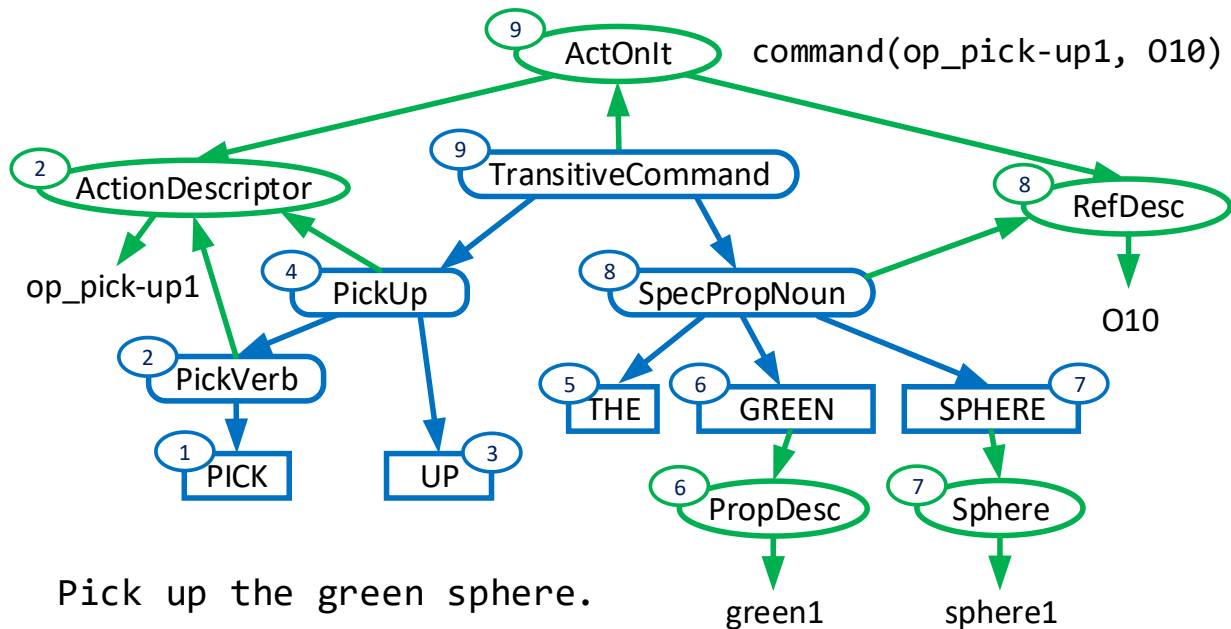 9
ActOnIt
command(op_pick-up1, O10)
2
ActionDescriptor
9
TransitiveCommand
8
RefDesc
op_pick-up1
4
PickUp
8
SpecPropNoun
O10
2
PickVerb
5
THE
6
GREEN
SPHERE
7
1
PICK
UP
3
6
PropDesc
7
Sphere
Pick up the green sphere.
green1
sphere1